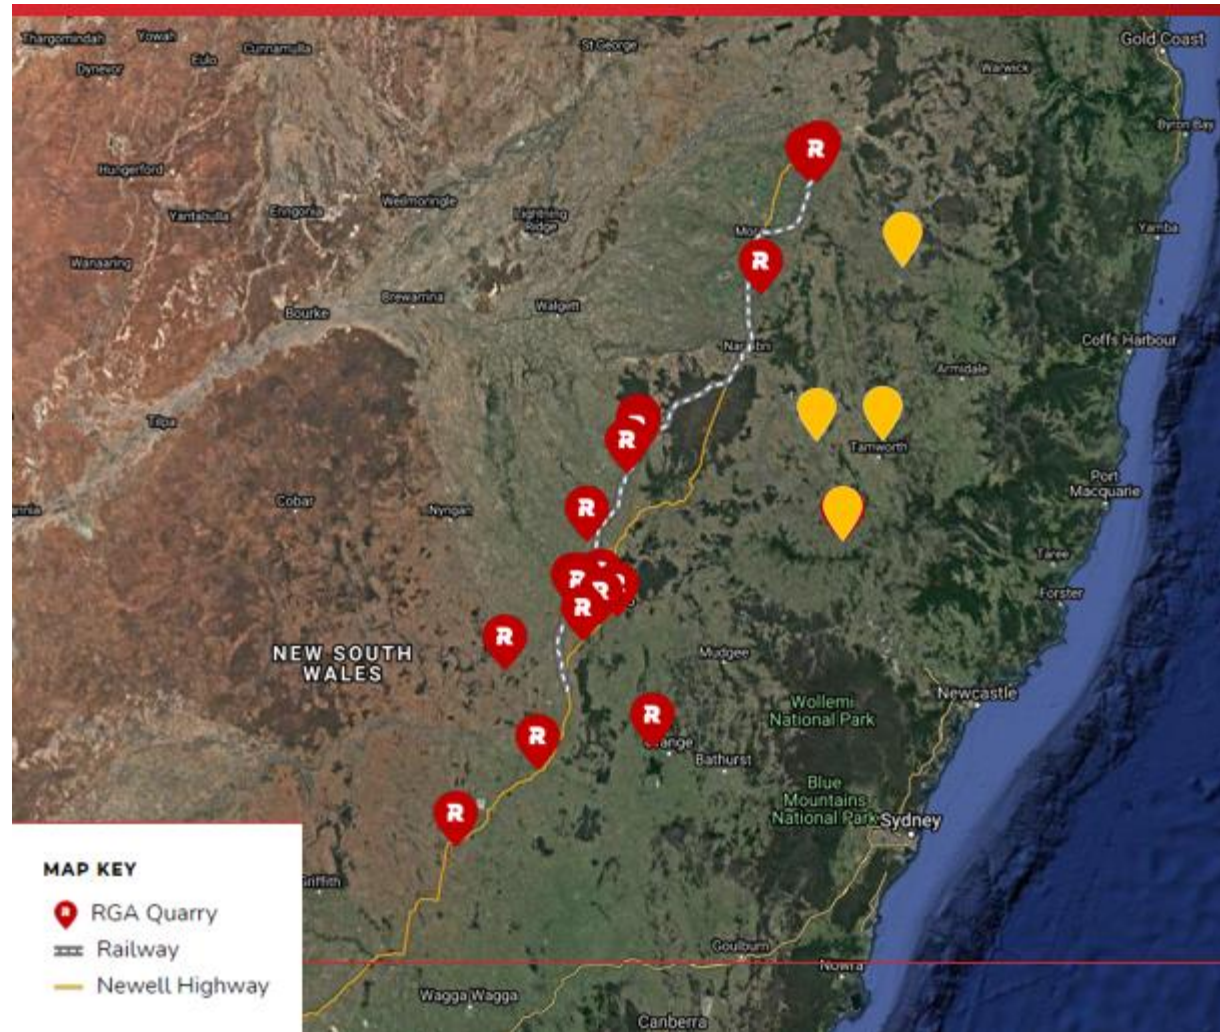 Gold Coast
Thargomindah
Yowah
Eulo
Cunnamulla
St George
Dynevor
Warwick
Byron Bay
R
Hungerford
Yantabulla
Enngonia
Weilmoringle
Lightning
Ridge
Yamba
Wanaaring
R
Bourke
Brewarrina
Walgett
Coffs Harbour
Armidale
Tilpa
R
Tamworth
Port
Macquarie
Cobar
Nyngan
R
Taree
R
R
Forster
R
R
NEW SOUTH
WALES
Mudgee
Newcastle
Wollemi
National Park
R
R
Bathurst
Blue
Mountains
National Park
Sydney
R
MAP KEY
Griffith
R RGA Quarry
Railway
Newell Highway
Goulburn
Nowra
Wagga Wagga
Canberra